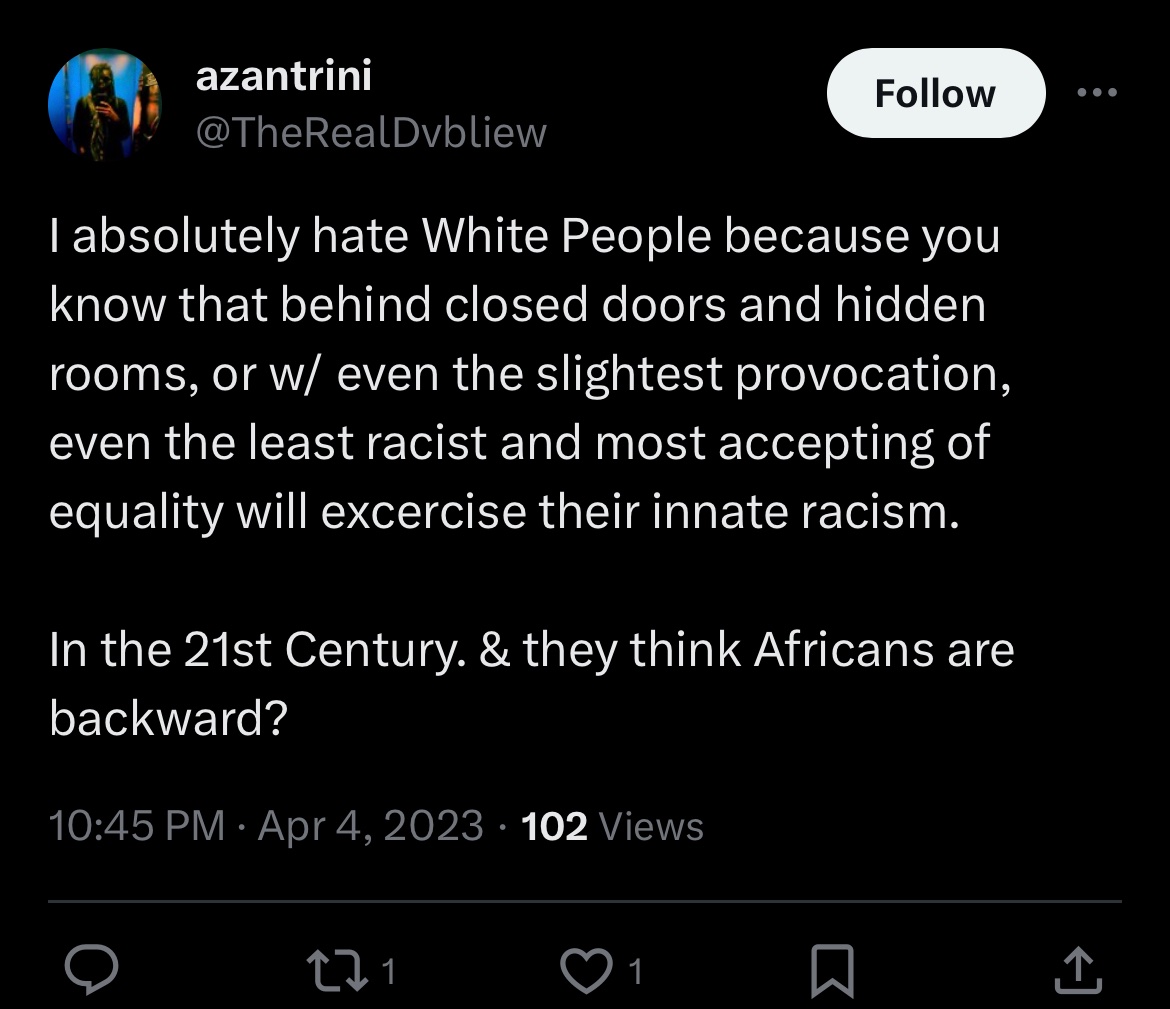 azantrini
Follow
@TheRealDvbliew
I absolutely hate White People because you
know that behind closed doors and hidden
rooms, or w/ even the slightest provocation,
even the least racist and most accepting of
equality will excercise their innate racism.
In the 21st Century. & they think Africans are
backward?
10:45 PM · Apr 4, 2023 · 102 Views
1 1